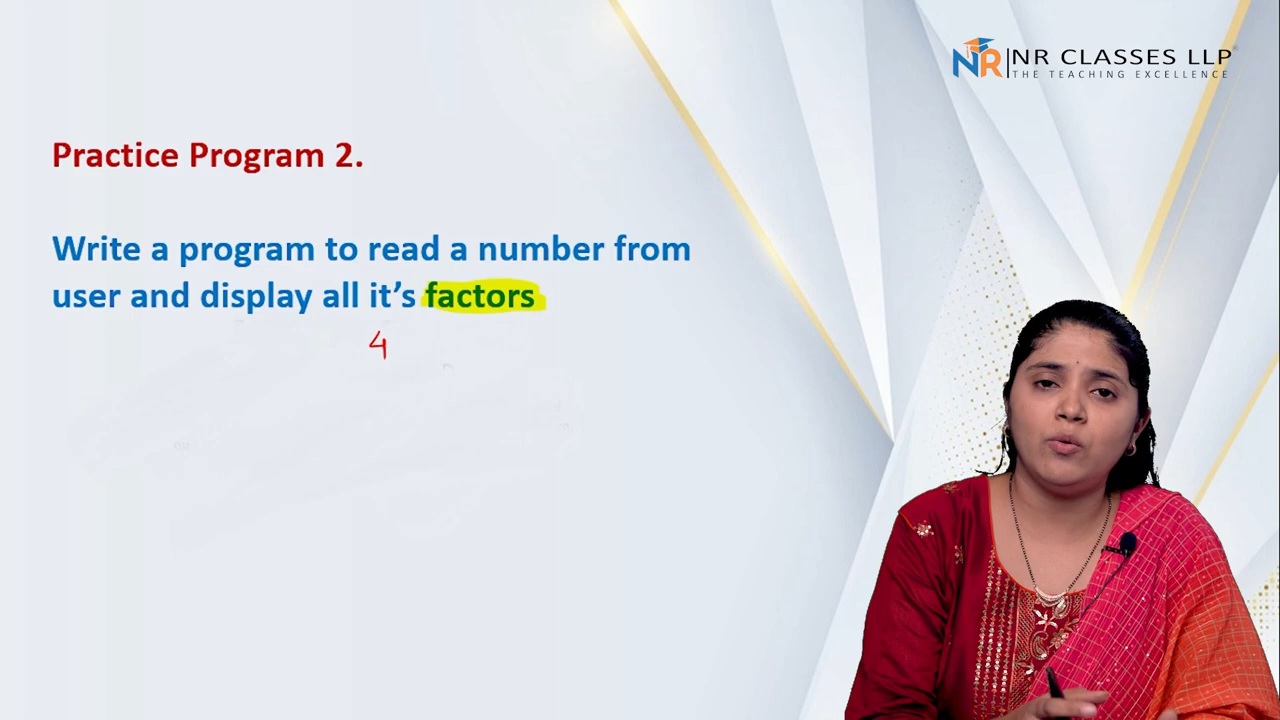 NR NR CLASSES LLP
THE TEACHING EXCELLENCE
Practice Program 2.
Write a program to read a number from
user and display all it’s factors
4